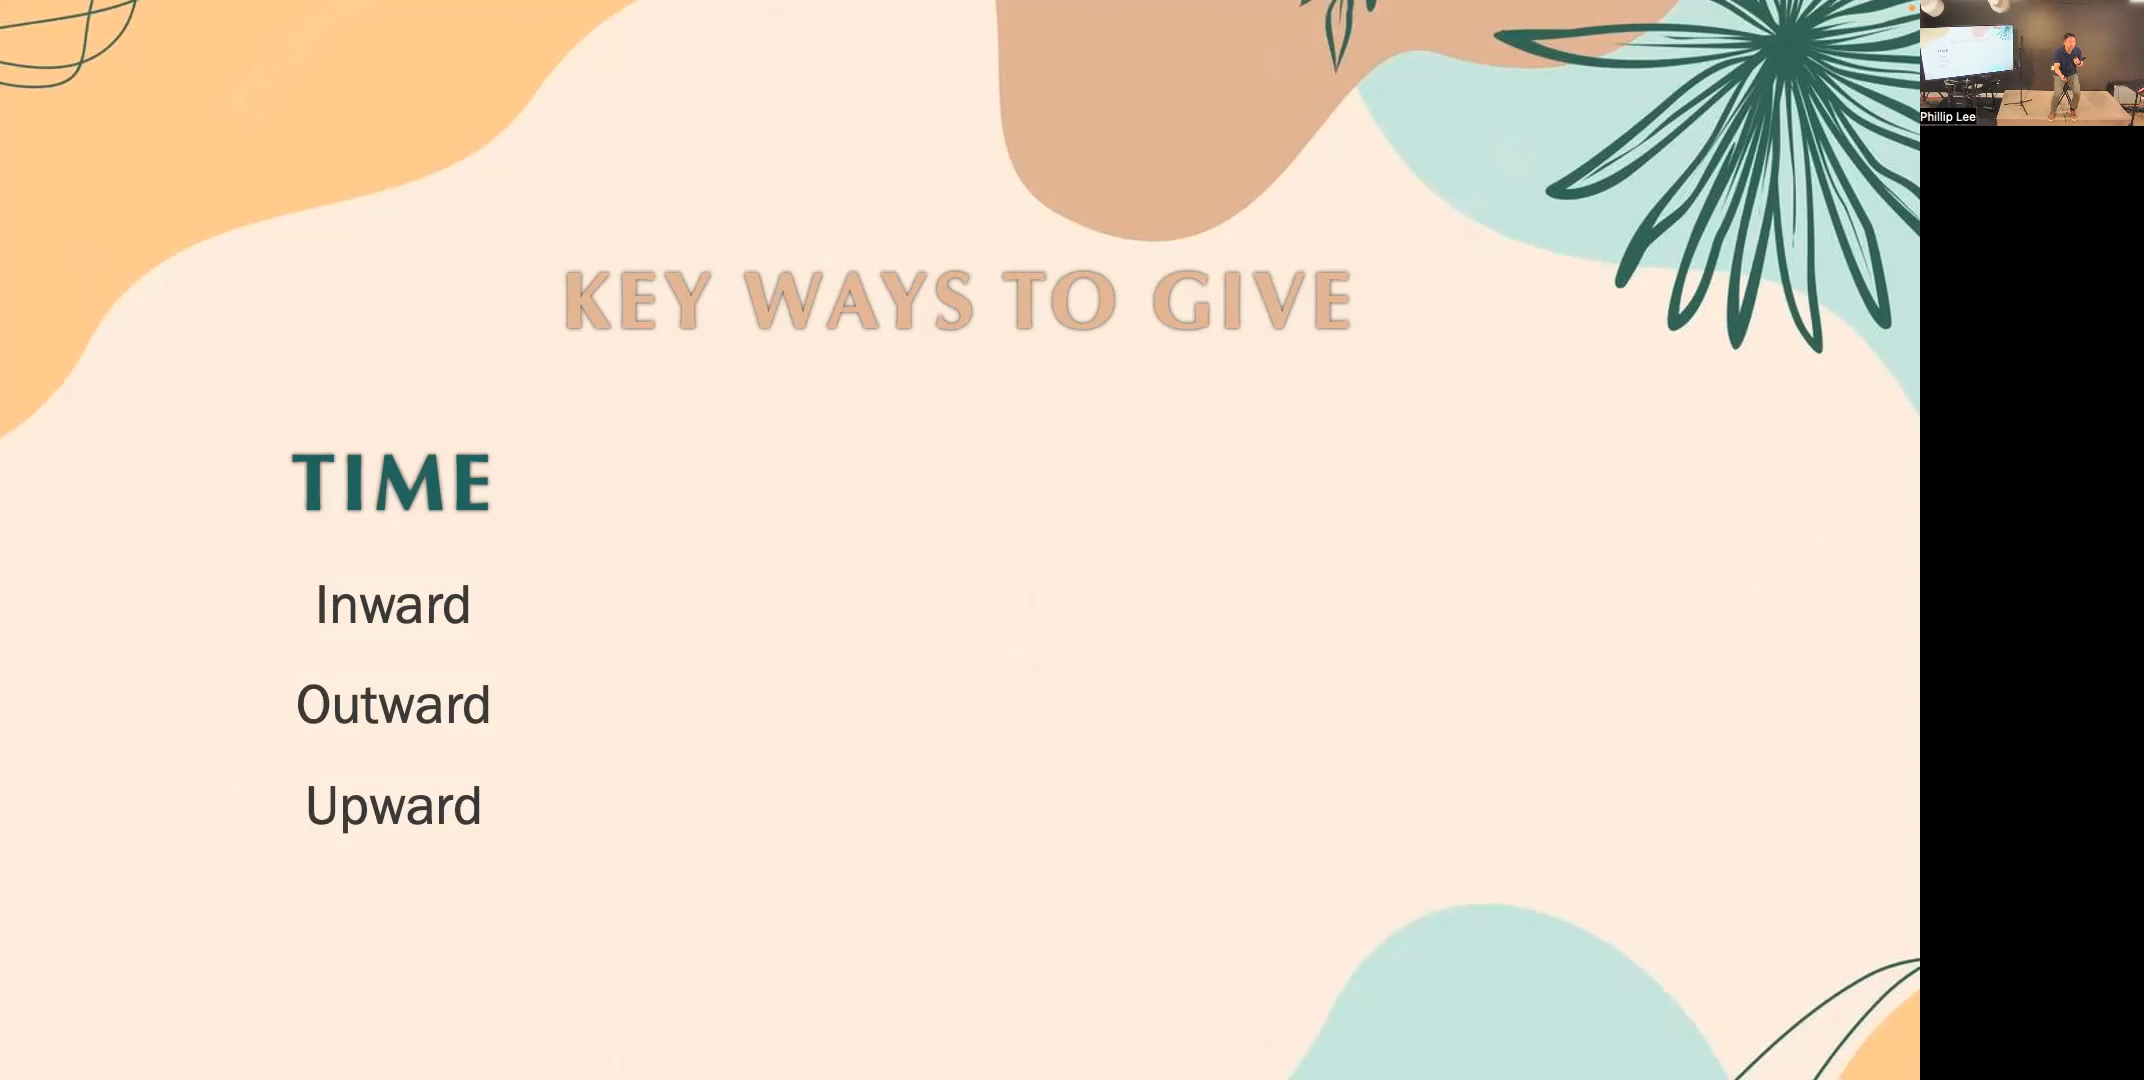 KEY WAYS TO GIVE
TIME
Inward
Outward
Upward
Phillip Lee